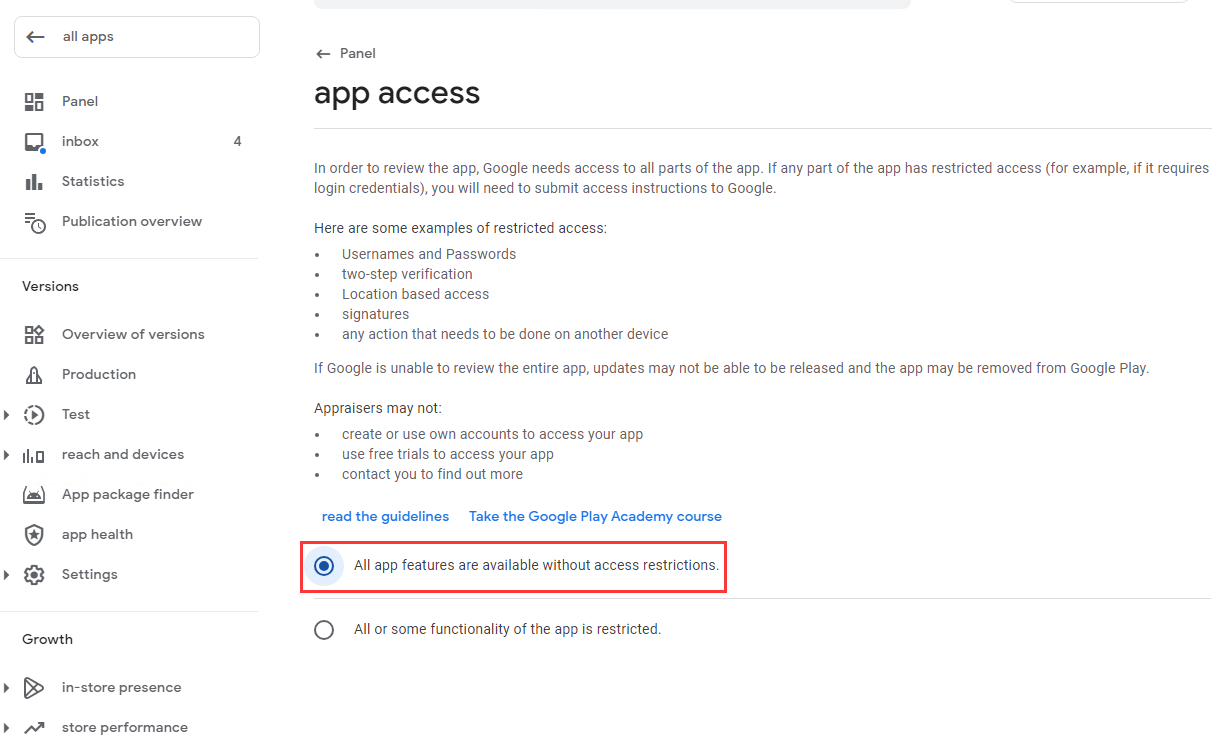 all apps
Panel
inbox 4
Statistics
Publication overview
Versions
Overview of versions
Production
Test
reach and devices
App package finder
app health
Settings
Growth
in-store presence
store performance
Panel
app access
In order to review the app, Google needs access to all parts of the app. If any part of the app has restricted access (for example, if it requires
login credentials), you will need to submit access instructions to Google.
Here are some examples of restricted access:
• Usernames and Passwords
• two-step verification
• Location based access
• signatures
• any action that needs to be done on another device
If Google is unable to review the entire app, updates may not be able to be released and the app may be removed from Google Play.
Appraisers may not:
• create or use own accounts to access your app
• use free trials to access your app
• contact you to find out more
read the guidelines Take the Google Play Academy course
All app features are available without access restrictions.
All or some functionality of the app is restricted.